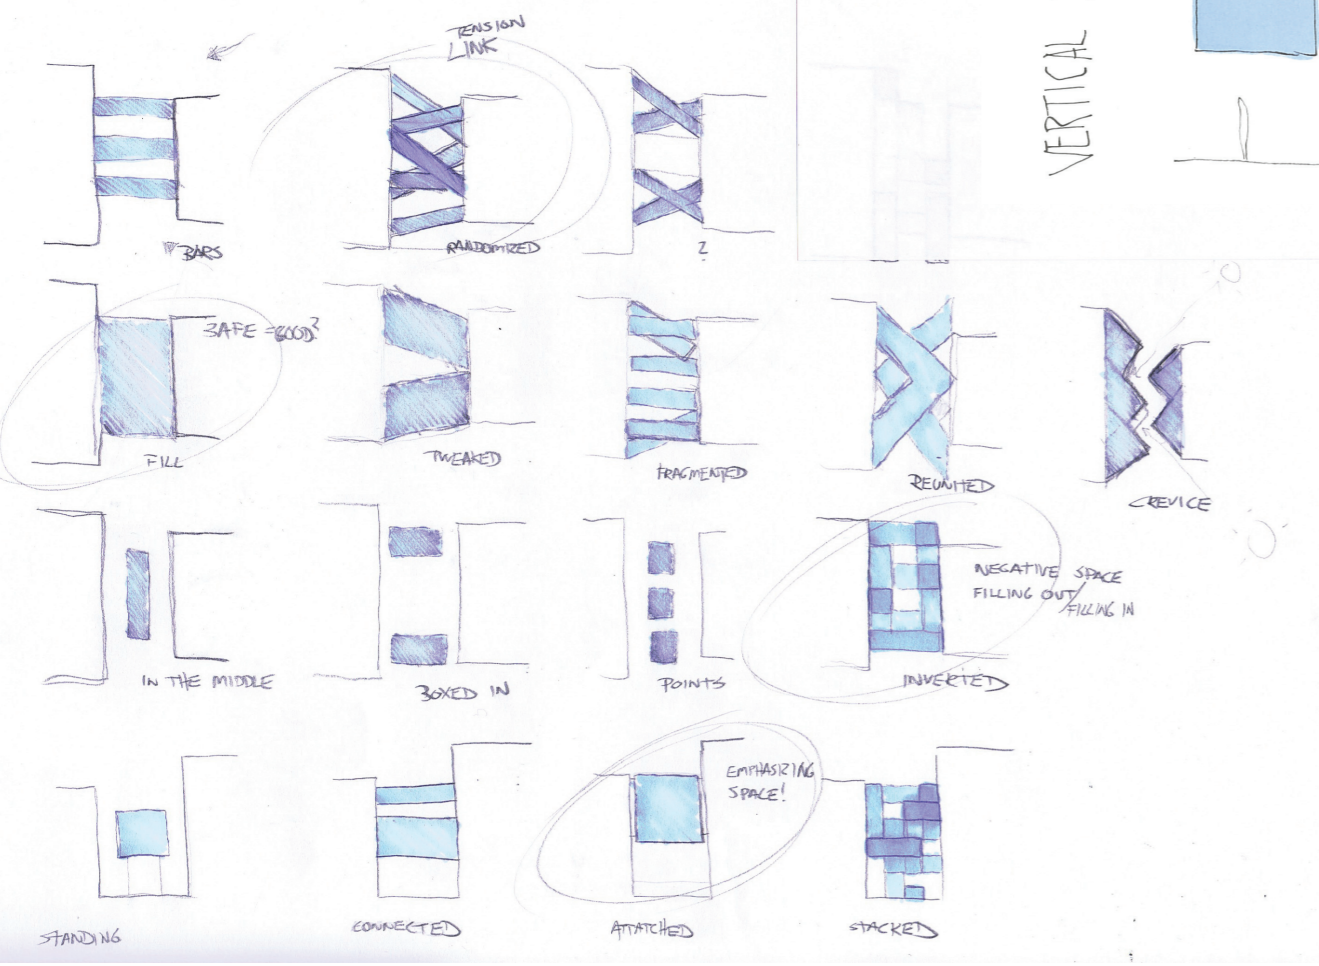 TENSION
LINK
VERTICAL
BARS
RANDOMIZED
?
SAFE = GOOD?
FILL
TWEAKED
FRAGMENTED
REUNITED
CREVICE
IN THE MIDDLE
BOXED IN
POINTS
INVERTED
NEGATIVE SPACE
FILLING OUT/
FILLING IN
EMPHASIZING
SPACE!
STANDING
CONNECTED
ATTATCHED
STACKED